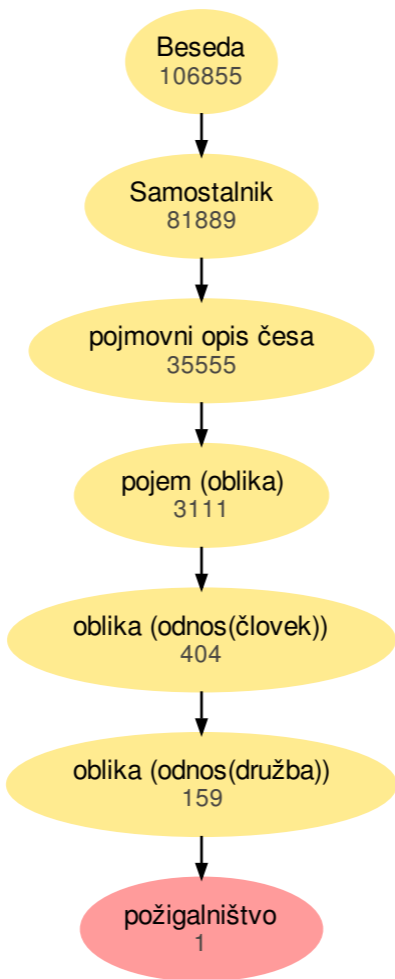 Beseda
106855
Samostalnik
81889
pojmovni opis česa
35555
pojem (oblika)
3111
oblika (odnos(človek))
404
oblika (odnos(družba))
159
požigalništvo
1